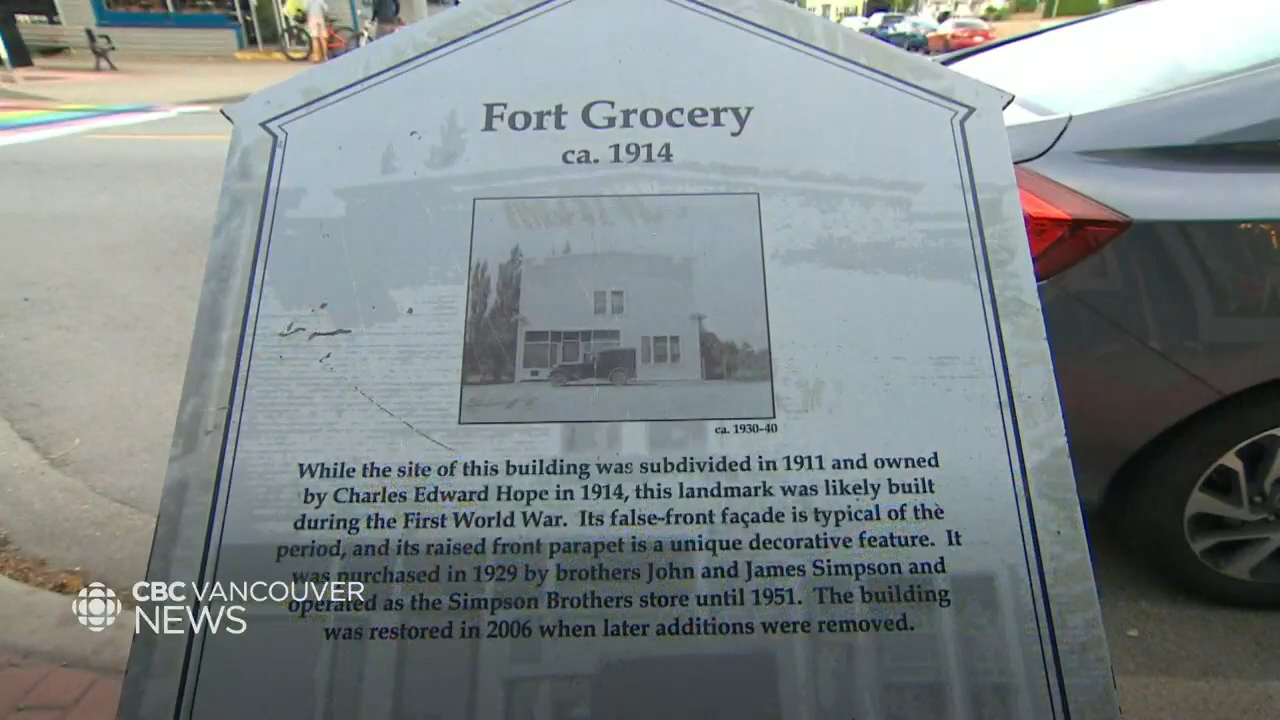 Fort Grocery
ca. 1914
ca. 1930-40
While the site of this building was subdivided in 1911 and owned
by Charles Edward Hope in 1914, this landmark was likely built
during the First World War. Its false-front façade is typical of the
period, and its raised front parapet is a unique decorative feature. It
was purchased in 1929 by brothers John and James Simpson and
operated as the Simpson Brothers store until 1951. The building
was restored in 2006 when later additions were removed.
CBC VANCOUVER
NEWS